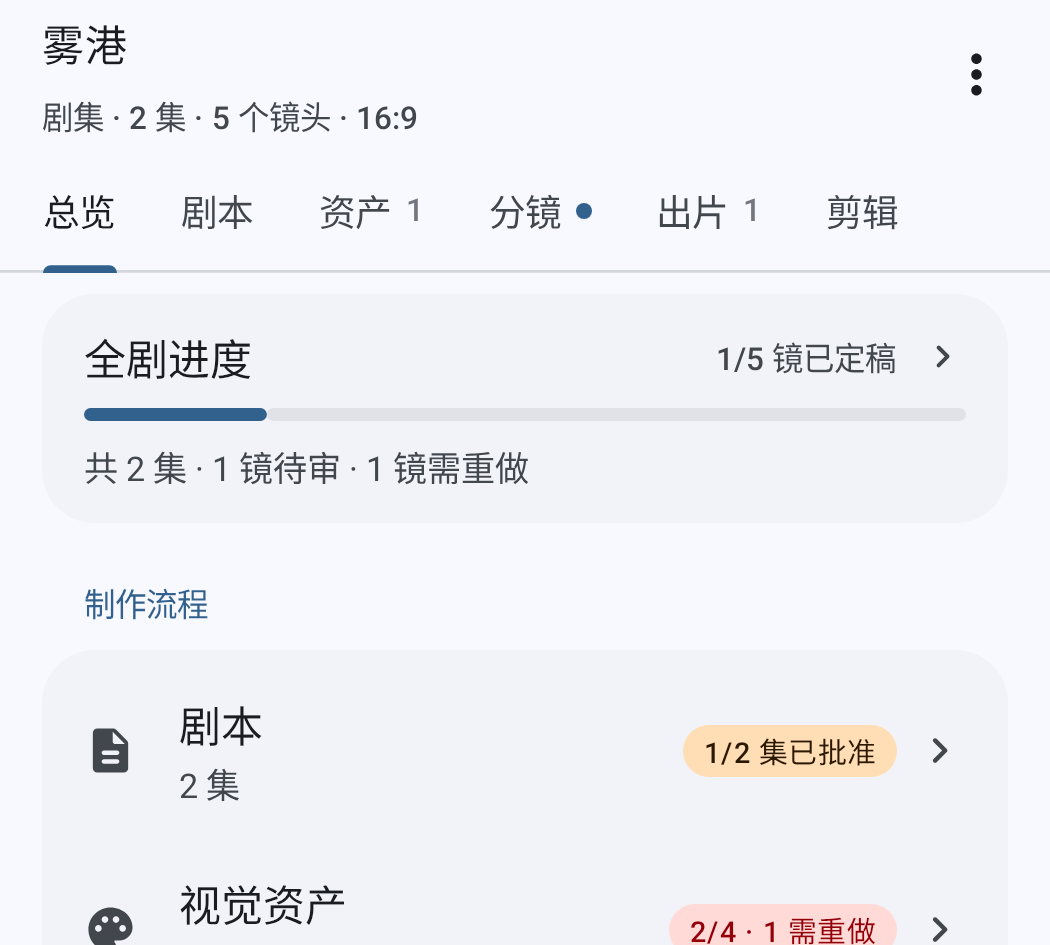 雾港
剧集 · 2 集 · 5 个镜头 · 16:9
总览 剧本 资产 1 分镜 出片 1 剪辑
全剧进度 1/5 镜已定稿
共 2 集 · 1 镜待审 · 1 镜需重做
制作流程
剧本
1/2 集已批准
2 集
视觉资产
2/4 · 1 需重做